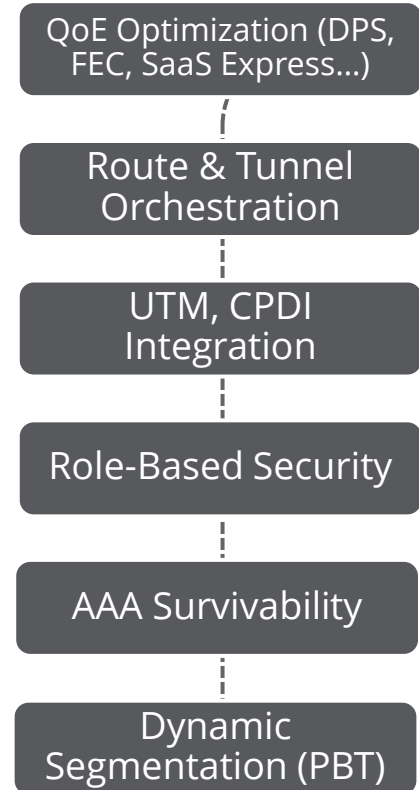 QoE Optimization (DPS,
FEC, SaaS Express...)
Route & Tunnel
Orchestration
UTM, CPDI
Integration
Role-Based Security
AAA Survivability
Dynamic
Segmentation (PBT)